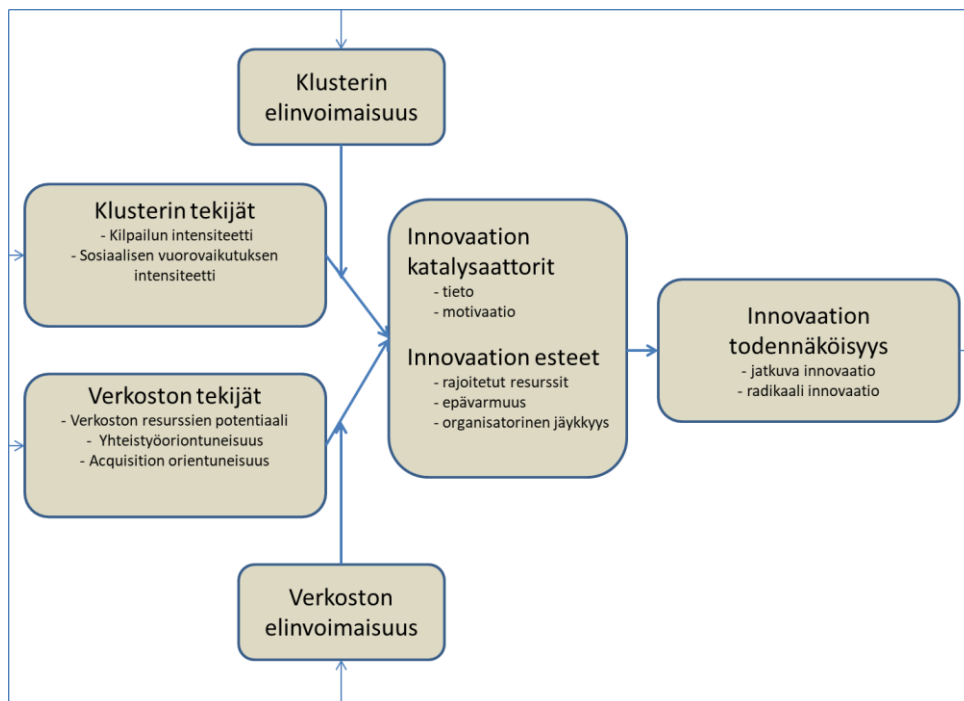 Klusterin
elinvoimaisuus
Klusterin tekijät
- Kilpailun intensiteetti
- Sosiaalisen vuorovaikutuksen
intensiteetti
Verkoston tekijät
- Verkoston resurssien potentiaali
- Yhteistyöoriontuneisuus
- Acquisition orientuneisuus
Verkoston
elinvoimaisuus
Innovaation
katalysaattorit
- tieto
- motivaatio
Innovaation esteet
- rajoitetut resurssit
- epävarmuus
- organisatorinen jäykkyys
Innovaation
todennäköisyys
- jatkuva innovaatio
- radikaali innovaatio